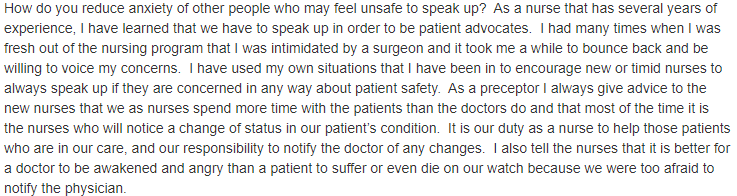 How do you reduce anxiety of other people who may feel unsafe to speak up?  As a nurse that has several years of
experience, I have learned that we have to speak up in order to be patient advocates.  I had many times when I was
fresh out of the nursing program that I was intimidated by a surgeon and it took me a while to bounce back and be
willing to voice my concerns.  I have used my own situations that I have been in to encourage new or timid nurses to
always speak up if they are concerned in any way about patient safety.  As a preceptor I always give advice to the
new nurses that we as nurses spend more time with the patients than the doctors do and that most of the time it is
the nurses who will notice a change of status in our patient's condition.  It is our duty as a nurse to help those patients
who are in our care, and our responsibility to notify the doctor of any changes.  I also tell the nurses that it is better for
a doctor to be awakened and angry than a patient to suffer or even die on our watch because we were too afraid to
notify the physician.